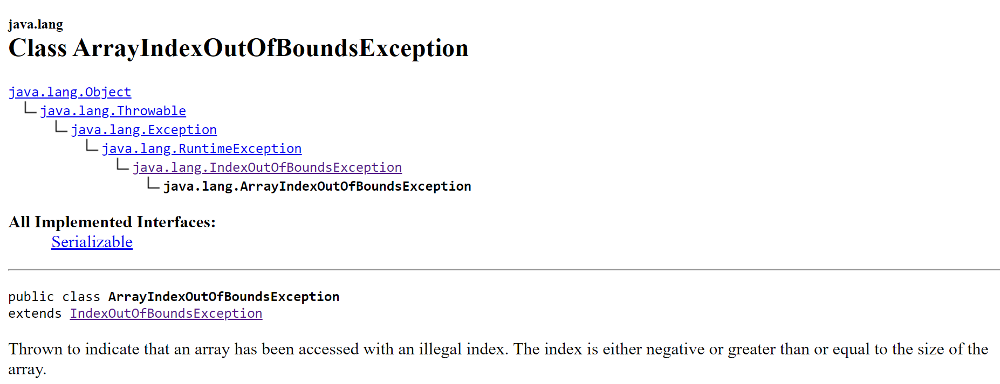 java.lang
Class ArrayIndexOutOfBoundsException
java.lang.Object
java.lang.Throwable
java.lang.Exception
java.lang.RuntimeException
java.lang.IndexOutOfBoundsException
java.lang.ArrayIndexOutOfBoundsException
All Implemented Interfaces:
Serializable
public class ArrayIndexOutOfBoundsException
extends IndexOutOfBoundsException
Thrown to indicate that an array has been accessed with an illegal index. The index is either negative or greater than or equal to the size of the
array.